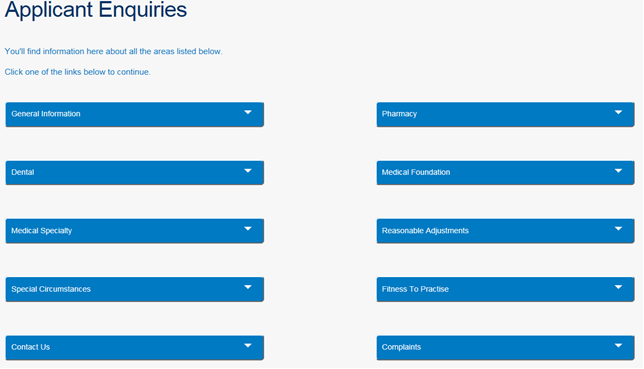 Applicant Enquiries
You'll find information here about all the areas listed below.
Click one of the links below to continue.
General Information
Pharmacy
Dental
Medical Foundation
Medical Specialty
Reasonable Adjustments
Special Circumstances
Fitness To Practise
Contact Us
Complaints